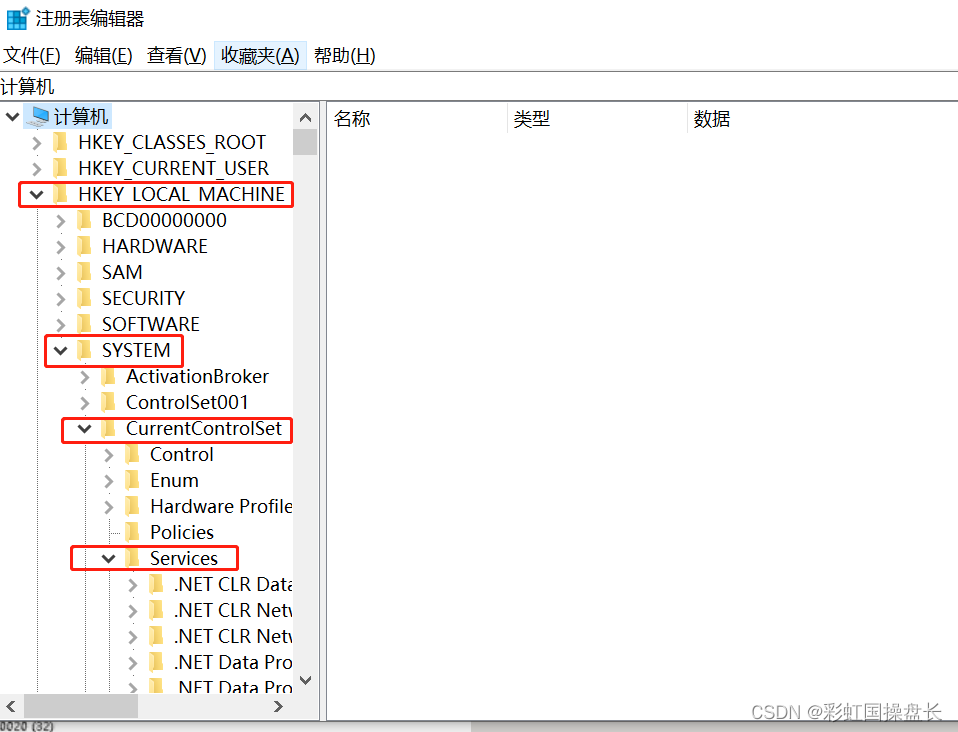 注册表编辑器
文件(F) 编辑(E) 查看(V) 收藏夹(A) 帮助(H)
计算机
计算机
名称 类型 数据
HKEY_CLASSES_ROOT
HKEY_CURRENT_USER
HKEY_LOCAL_MACHINE
BCD00000000
HARDWARE
SAM
SECURITY
SOFTWARE
SYSTEM
ActivationBroker
ControlSet001
CurrentControlSet
Control
Enum
Hardware Profile
Policies
Services
.NET CLR Data
.NET CLR Netw
.NET CLR Netw
.NET Data Pro
.NET Data Pro
CSDN @彩虹国操盘长
0020 (32)